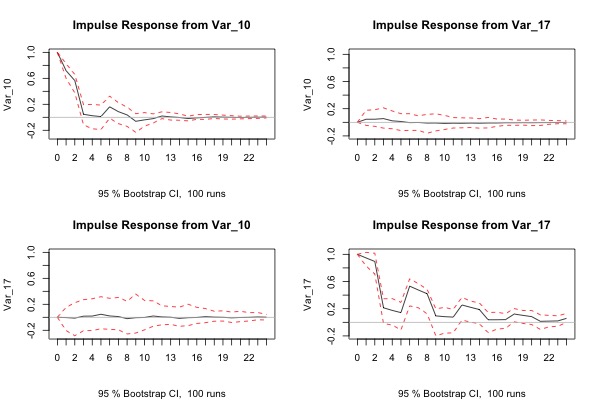 Impulse Response from Var_10
Var_10
-0.2 0.2 0.6 1.0
0 2 4 6 8 10 13 16 19 22
95 % Bootstrap CI, 100 runs
Impulse Response from Var_17
Var_10
-0.2 0.2 0.6 1.0
0 2 4 6 8 10 13 16 19 22
95 % Bootstrap CI, 100 runs
Impulse Response from Var_10
Var_17
-0.2 0.2 0.6 1.0
0 2 4 6 8 10 13 16 19 22
95 % Bootstrap CI, 100 runs
Impulse Response from Var_17
Var_17
-0.2 0.2 0.6 1.0
0 2 4 6 8 10 13 16 19 22
95 % Bootstrap CI, 100 runs